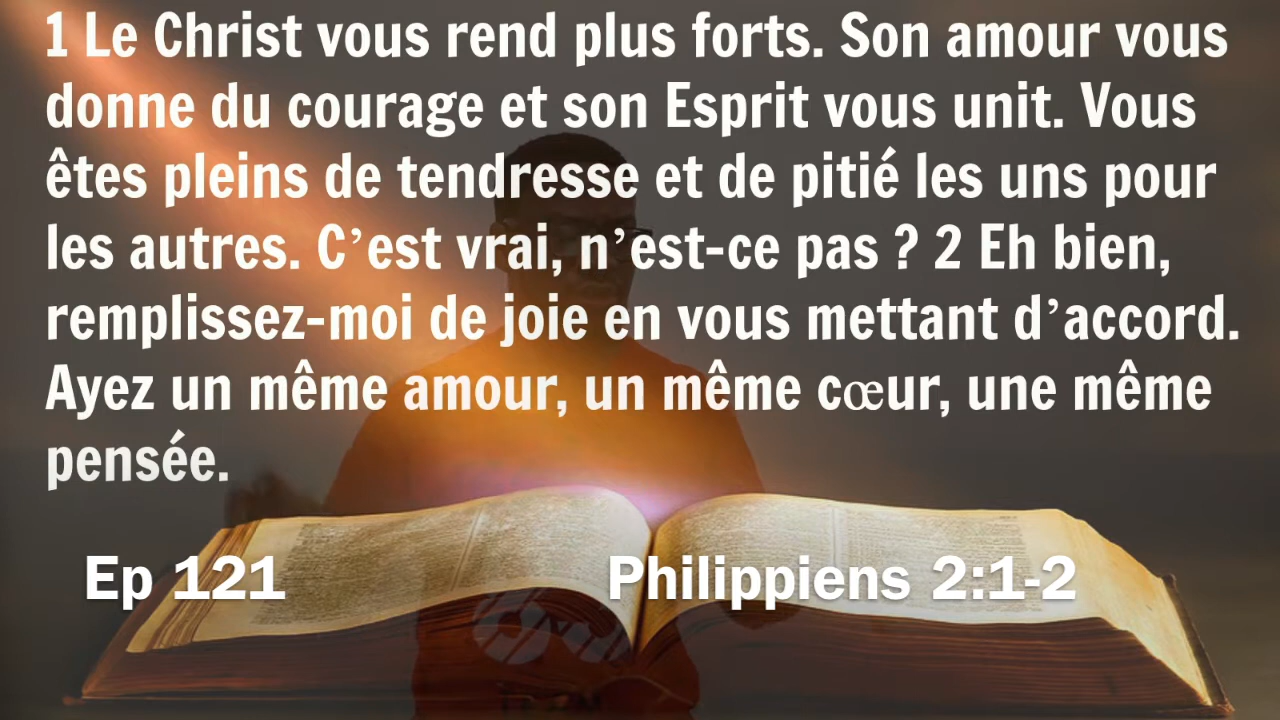 1 Le Christ vous rend plus forts. Son amour vous
donne du courage et son Esprit vous unit. Vous
êtes pleins de tendresse et de pitié les uns pour
les autres. C’est vrai, n’est-ce pas ? 2 Eh bien,
remplissez-moi de joie en vous mettant d’accord.
Ayez un même amour, un même cœur, une même
pensée.
Ep 121
Philippiens 2:1-2